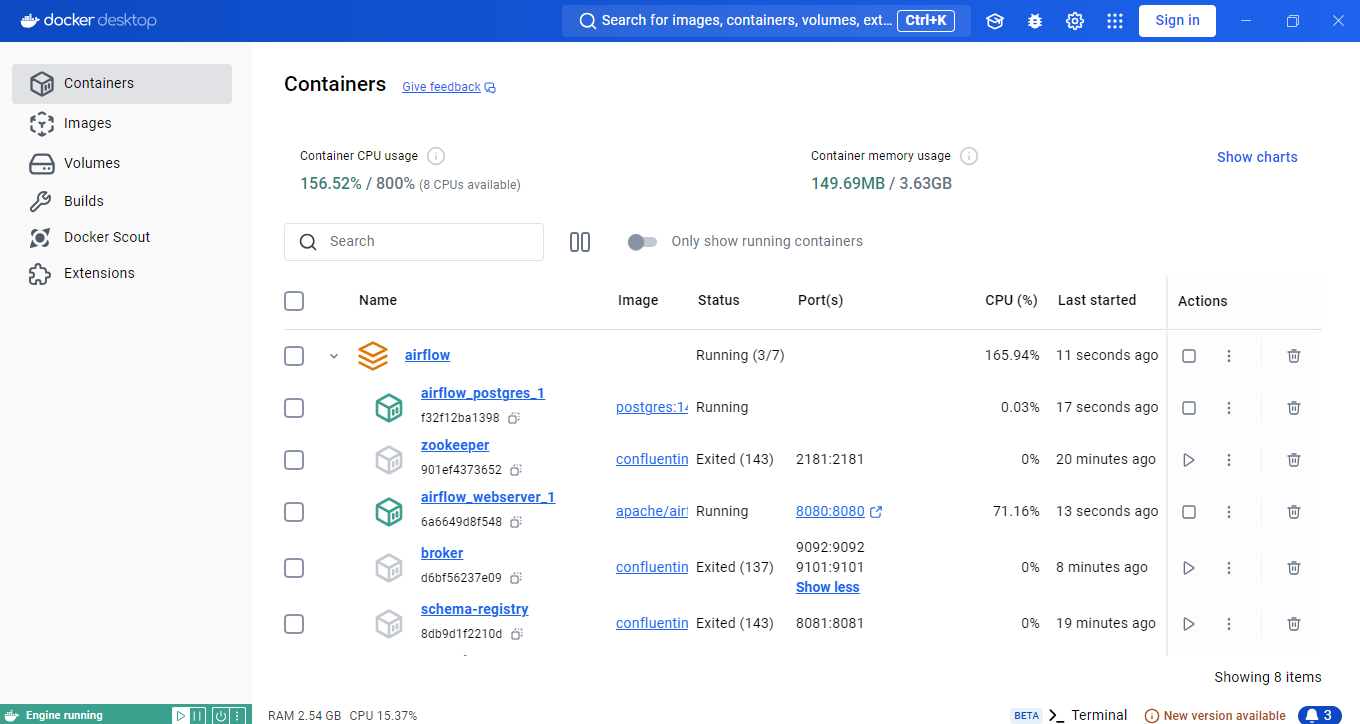 docker desktop
Search for images, containers, volumes, ext... Ctrl+K
Sign in
Containers
Images
Volumes
Builds
Docker Scout
Extensions
Containers Give feedback
Container CPU usage
156.52% / 800% (8 CPUs available)
Container memory usage
149.69MB / 3.63GB
Show charts
Search
Only show running containers
Name Image Status Port(s) CPU (%) Last started Actions
airflow Running (3/7) 165.94% 11 seconds ago
airflow_postgres_1
f32f12ba1398
postgres:14 Running 0.03% 17 seconds ago
zookeeper
901ef4373652
confluentin Exited (143) 2181:2181 0% 20 minutes ago
airflow_webserver_1
6a6649d8f548
apache/airf Running 8080:8080 71.16% 13 seconds ago
broker
d6bf56237e09
confluentin Exited (137) 9092:9092
9101:9101
Show less
0% 8 minutes ago
schema-registry
8db9d1f2210d
confluentin Exited (143) 8081:8081 0% 19 minutes ago
Showing 8 items
Engine running
RAM 2.54 GB CPU 15.37%
BETA >_ Terminal
New version available
3